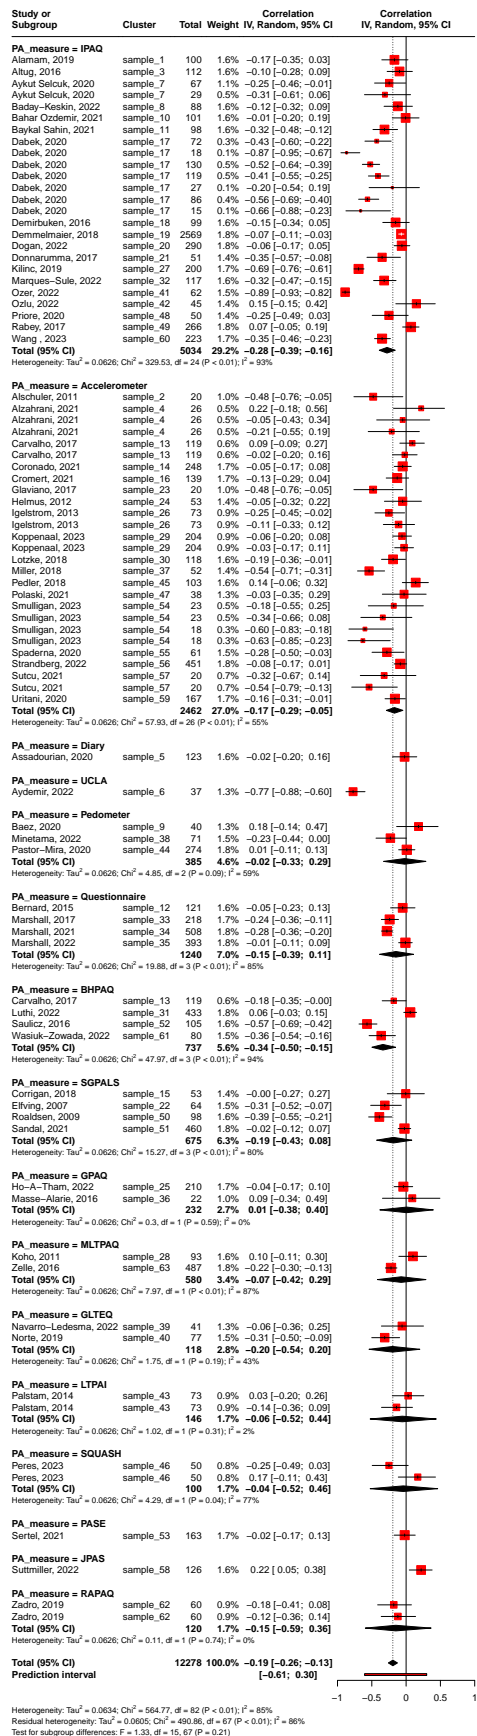 Study or Correlation Correlation
Subgroup Cluster Total Weight IV, Random, 95% CI IV, Random, 95% CI
PA_measure = IPAQ
Alamam, 2019 sample_1 100 1.6% −0.17 [−0.35; 0.03]
Altug, 2016 sample_3 112 1.6% −0.10 [−0.28; 0.09]
Aykut Selcuk, 2020 sample_7 67 1.1% −0.25 [−0.46; −0.01]
Aykut Selcuk, 2020 sample_7 29 0.5% −0.31 [−0.61; 0.06]
Baday−Keskin, 2022 sample_8 88 1.6% −0.12 [−0.32; 0.09]
Bahar Ozdemir, 2021 sample_10 101 1.6% −0.01 [−0.20; 0.19]
Baykal Sahin, 2021 sample_11 98 1.6% −0.32 [−0.48; −0.12]
Dabek, 2020 sample_17 72 0.2% −0.43 [−0.60; −0.22]
Dabek, 2020 sample_17 18 0.1% −0.87 [−0.95; −0.67]
Dabek, 2020 sample_17 130 0.5% −0.52 [−0.64; −0.39]
Dabek, 2020 sample_17 119 0.4% −0.41 [−0.55; −0.25]
Dabek, 2020 sample_17 27 0.1% −0.20 [−0.54; 0.19]
Dabek, 2020 sample_17 86 0.2% −0.56 [−0.69; −0.40]
Dabek, 2020 sample_17 15 0.1% −0.66 [−0.88; −0.23]
Demirbuken, 2016 sample_18 99 1.6% −0.15 [−0.34; 0.05]
Demmelmaier, 2018 sample_19 2569 1.8% −0.07 [−0.11; −0.03]
Dogan, 2022 sample_20 290 1.8% −0.06 [−0.17; 0.05]
Donnarumma, 2017 sample_21 51 1.4% −0.35 [−0.57; −0.08]
Kilinc, 2019 sample_27 200 1.7% −0.69 [−0.76; −0.61]
Marques−Sule, 2022 sample_32 117 1.6% −0.32 [−0.47; −0.15]
Ozer, 2022 sample_41 62 1.5% −0.89 [−0.93; −0.82]
Ozlu, 2022 sample_42 45 1.4% 0.15 [−0.15; 0.42]
Priore, 2020 sample_48 50 1.4% −0.25 [−0.49; 0.03]
Rabey, 2017 sample_49 266 1.8% 0.07 [−0.05; 0.19]
Wang , 2023 sample_60 223 1.7% −0.35 [−0.46; −0.23]
Total (95% CI) 5034 29.2% −0.28 [−0.39; −0.16]
Heterogeneity: Tau² = 0.0626; Chi² = 329.53, df = 24 (P < 0.01); I² = 93%
PA_measure = Accelerometer
Alschuler, 2011 sample_2 20 1.0% −0.48 [−0.76; −0.05]
Alzahrani, 2021 sample_4 26 0.5% 0.22 [−0.18; 0.56]
Alzahrani, 2021 sample_4 26 0.5% −0.05 [−0.43; 0.34]
Alzahrani, 2021 sample_4 26 0.5% −0.21 [−0.55; 0.19]
Carvalho, 2017 sample_13 119 0.6% 0.09 [−0.09; 0.27]
Carvalho, 2017 sample_13 119 0.6% −0.02 [−0.20; 0.16]
Coronado, 2021 sample_14 248 1.8% −0.05 [−0.17; 0.08]
Cromert, 2021 sample_16 139 1.7% −0.13 [−0.29; 0.04]
Glaviano, 2017 sample_23 20 1.0% −0.48 [−0.76; −0.05]
Helmus, 2012 sample_24 53 1.4% −0.05 [−0.32; 0.22]
Igelstrom, 2013 sample_26 73 0.9% −0.25 [−0.45; −0.02]
Igelstrom, 2013 sample_26 73 0.9% −0.11 [−0.33; 0.12]
Koppenaal, 2023 sample_29 204 0.9% −0.06 [−0.20; 0.08]
Koppenaal, 2023 sample_29 204 0.9% −0.03 [−0.17; 0.11]
Lotzke, 2018 sample_30 118 1.6% −0.19 [−0.36; −0.01]
Miller, 2018 sample_37 52 1.4% −0.54 [−0.71; −0.31]
Pedler, 2018 sample_45 103 1.6% 0.14 [−0.06; 0.32]
Polaski, 2021 sample_47 38 1.3% −0.03 [−0.35; 0.29]
Smulligan, 2023 sample_54 23 0.5% −0.18 [−0.55; 0.25]
Smulligan, 2023 sample_54 23 0.5% −0.34 [−0.66; 0.08]
Smulligan, 2023 sample_54 18 0.4% −0.60 [−0.83; −0.18]
Smulligan, 2023 sample_54 18 0.4% −0.63 [−0.85; −0.23]
Spaderna, 2020 sample_55 61 1.5% −0.28 [−0.50; −0.03]
Strandberg, 2022 sample_56 451 1.8% −0.08 [−0.17; 0.01]
Sutcu, 2021 sample_57 20 0.6% −0.32 [−0.67; 0.14]
Sutcu, 2021 sample_57 20 0.6% −0.54 [−0.79; −0.13]
Uritani, 2020 sample_59 167 1.7% −0.16 [−0.31; −0.01]
Total (95% CI) 2462 27.0% −0.17 [−0.29; −0.05]
Heterogeneity: Tau² = 0.0626; Chi² = 57.93, df = 26 (P < 0.01); I² = 55%
PA_measure = Diary
Assadourian, 2020 sample_5 123 1.6% −0.02 [−0.20; 0.16]
PA_measure = UCLA
Aydemir, 2022 sample_6 37 1.3% −0.77 [−0.88; −0.60]
PA_measure = Pedometer
Baez, 2020 sample_9 40 1.3% 0.18 [−0.14; 0.47]
Minetama, 2022 sample_38 71 1.5% −0.23 [−0.44; 0.00]
Pastor−Mira, 2020 sample_44 274 1.8% 0.01 [−0.11; 0.13]
Total (95% CI) 385 4.6% −0.02 [−0.33; 0.29]
Heterogeneity: Tau² = 0.0626; Chi² = 4.85, df = 2 (P = 0.09); I² = 59%
PA_measure = Questionnaire
Bernard, 2015 sample_12 121 1.6% −0.05 [−0.23; 0.13]
Marshall, 2017 sample_33 218 1.7% −0.24 [−0.36; −0.11]
Marshall, 2021 sample_34 508 1.8% −0.28 [−0.36; −0.20]
Marshall, 2022 sample_35 393 1.8% −0.01 [−0.11; 0.09]
Total (95% CI) 1240 7.0% −0.15 [−0.39; 0.11]
Heterogeneity: Tau² = 0.0626; Chi² = 19.88, df = 3 (P < 0.01); I² = 85%
PA_measure = BHPAQ
Carvalho, 2017 sample_13 119 0.6% −0.18 [−0.35; −0.00]
Luthi, 2022 sample_31 433 1.8% 0.06 [−0.03; 0.15]
Saulicz, 2016 sample_52 105 1.6% −0.57 [−0.69; −0.42]
Wasiuk−Zowada, 2022 sample_61 80 1.5% −0.36 [−0.54; −0.16]
Total (95% CI) 737 5.6% −0.34 [−0.50; −0.15]
Heterogeneity: Tau² = 0.0626; Chi² = 47.97, df = 3 (P < 0.01); I² = 94%
PA_measure = SGPALS
Corrigan, 2018 sample_15 53 1.4% −0.00 [−0.27; 0.27]
Elfving, 2007 sample_22 64 1.5% −0.31 [−0.52; −0.07]
Roaldsen, 2009 sample_50 98 1.6% −0.39 [−0.55; −0.21]
Sandal, 2021 sample_51 460 1.8% −0.02 [−0.12; 0.07]
Total (95% CI) 675 6.3% −0.19 [−0.43; 0.08]
Heterogeneity: Tau² = 0.0626; Chi² = 15.27, df = 3 (P < 0.01); I² = 80%
PA_measure = GPAQ
Ho−A−Tham, 2022 sample_25 210 1.7% −0.04 [−0.17; 0.10]
Masse−Alarie, 2016 sample_36 22 1.0% 0.09 [−0.34; 0.49]
Total (95% CI) 232 2.7% 0.01 [−0.38; 0.40]
Heterogeneity: Tau² = 0.0626; Chi² = 0.3, df = 1 (P = 0.59); I² = 0%
PA_measure = MLTPAQ
Koho, 2011 sample_28 93 1.6% 0.10 [−0.11; 0.30]
Zelle, 2016 sample_63 487 1.8% −0.22 [−0.30; −0.13]
Total (95% CI) 580 3.4% −0.07 [−0.42; 0.29]
Heterogeneity: Tau² = 0.0626; Chi² = 7.97, df = 1 (P < 0.01); I² = 87%
PA_measure = GLTEQ
Navarro−Ledesma, 2022 sample_39 41 1.3% −0.06 [−0.36; 0.25]
Norte, 2019 sample_40 77 1.5% −0.31 [−0.50; −0.09]
Total (95% CI) 118 2.8% −0.20 [−0.54; 0.20]
Heterogeneity: Tau² = 0.0626; Chi² = 1.75, df = 1 (P = 0.19); I² = 43%
PA_measure = LTPAI
Palstam, 2014 sample_43 73 0.9% 0.03 [−0.20; 0.26]
Palstam, 2014 sample_43 73 0.9% −0.14 [−0.36; 0.09]
Total (95% CI) 146 1.7% −0.06 [−0.52; 0.44]
Heterogeneity: Tau² = 0.0626; Chi² = 1.02, df = 1 (P = 0.31); I² = 2%
PA_measure = SQUASH
Peres, 2023 sample_46 50 0.8% −0.25 [−0.49; 0.03]
Peres, 2023 sample_46 50 0.8% 0.17 [−0.11; 0.43]
Total (95% CI) 100 1.7% −0.04 [−0.52; 0.46]
Heterogeneity: Tau² = 0.0626; Chi² = 4.29, df = 1 (P = 0.04); I² = 77%
PA_measure = PASE
Sertel, 2021 sample_53 163 1.7% −0.02 [−0.17; 0.13]
PA_measure = JPAS
Suttmiller, 2022 sample_58 126 1.6% 0.22 [ 0.05; 0.38]
PA_measure = RAPAQ
Zadro, 2019 sample_62 60 0.9% −0.18 [−0.41; 0.08]
Zadro, 2019 sample_62 60 0.9% −0.12 [−0.36; 0.14]
Total (95% CI) 120 1.7% −0.15 [−0.59; 0.36]
Heterogeneity: Tau² = 0.0626; Chi² = 0.11, df = 1 (P = 0.74); I² = 0%
Total (95% CI) 12278 100.0% −0.19 [−0.26; −0.13]
Prediction interval [−0.61; 0.30]
−1 −0.5 0 0.5 1
Heterogeneity: Tau² = 0.0634; Chi² = 564.77, df = 82 (P < 0.01); I² = 85%
Residual heterogeneity: Tau² = 0.0605; Chi² = 490.86, df = 67 (P < 0.01); I² = 86%
Test for subgroup differences: F = 1.33, df = 15, 67 (P = 0.21)